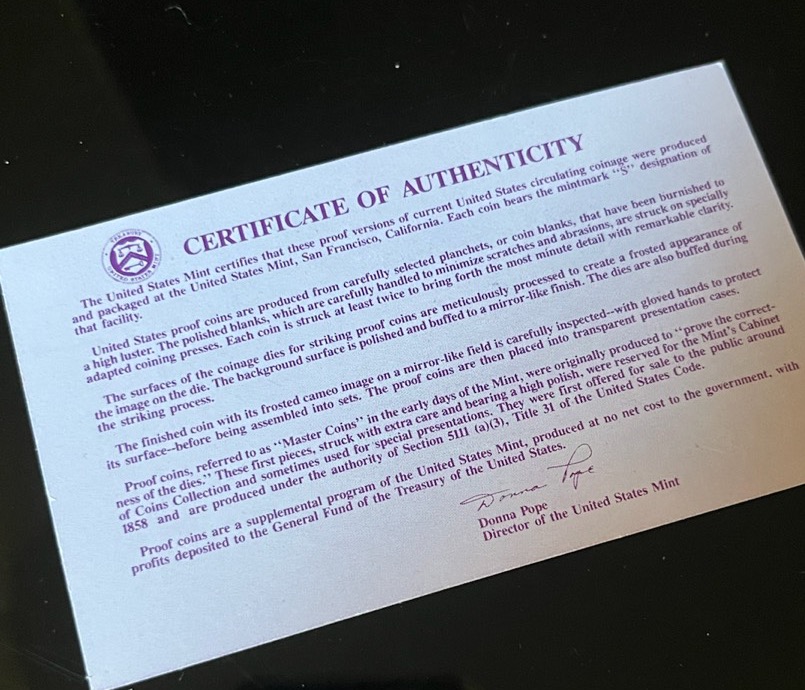 CERTIFICATE OF AUTHENTICITY
The United States Mint certifies that these proof versions of current United States circulating coinage were produced
and packaged at the United States Mint, San Francisco, California. Each coin bears the mintmark "S" designation of
that facility.
United States proof coins are produced from carefully selected planchets, or coin blanks, that have been burnished to
a high luster. The polished blanks, which are carefully handled to minimize scratches and abrasions, are struck on specially
adapted coining presses. Each coin is struck at least twice to bring forth the most minute detail with remarkable clarity.
The surfaces of the coinage dies for striking proof coins are meticulously processed to create a frosted appearance of
the image on the die. The background surface is polished and buffed to a mirror-like finish. The dies are also buffed during
the striking process.
The finished coin with its frosted cameo image on a mirror-like field is carefully inspected--with gloved hands to protect
its surface--before being assembled into sets. The proof coins are then placed into transparent presentation cases.
Proof coins, referred to as "Master Coins" in the early days of the Mint, were originally produced to "prove the correct-
ness of the dies." These first pieces, struck with extra care and bearing a high polish, were reserved for the Mint's Cabinet
of Coins Collection and sometimes used for special presentations. They were first offered for sale to the public around
1858 and are produced under the authority of Section 5111 (a)(3), Title 31 of the United States Code.
Proof coins are a supplemental program of the United States Mint, produced at no net cost to the government, with
profits deposited to the General Fund of the Treasury of the United States.
Donna Pope
Donna Pope
Director of the United States Mint